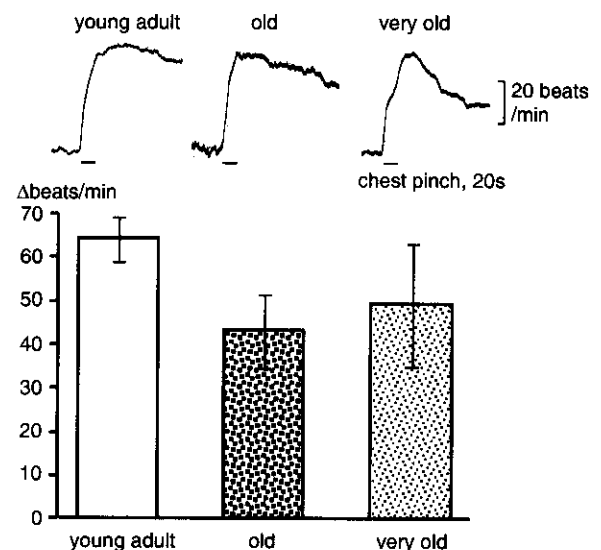 young adult old very old
20 beats
/min
chest pinch, 20s
Δbeats/min
70
60
50
40
30
20
10
0
young adult old very old